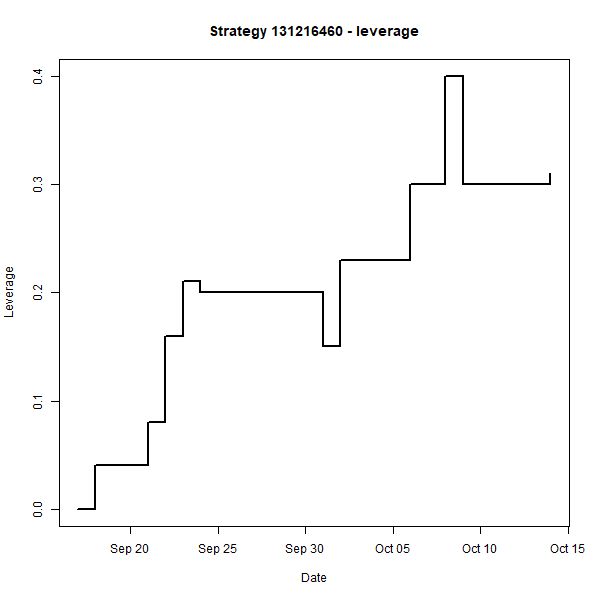 Strategy 131216460 - leverage
0.4
0.3
0.2
0.1
0.0
Leverage
Sep 20 Sep 25 Sep 30 Oct 05 Oct 10 Oct 15
Date